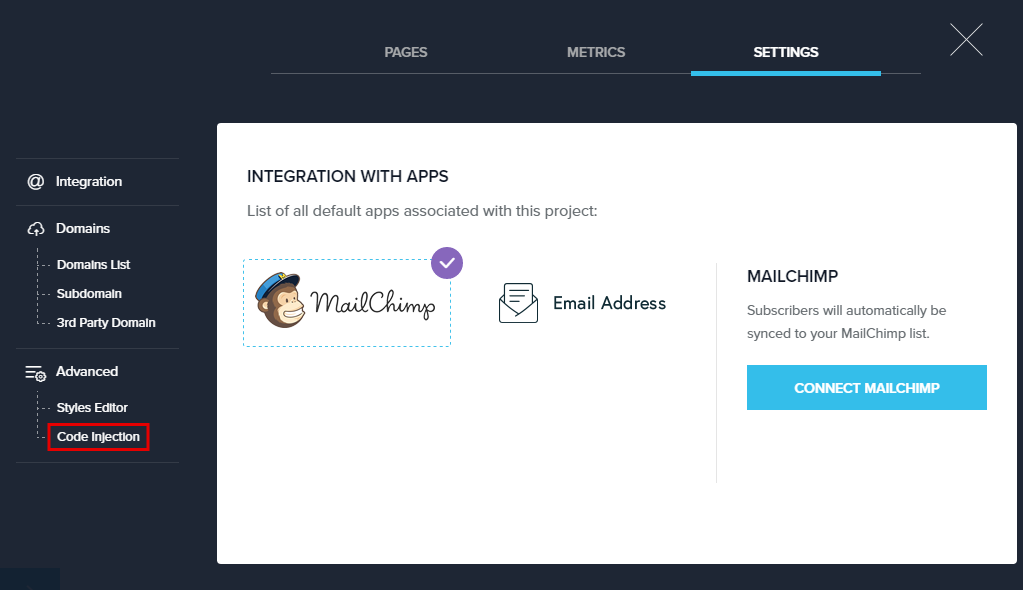 PAGES
METRICS
SETTINGS
@ Integration
Domains
Domains List
Subdomain
3rd Party Domain
Advanced
Styles Editor
Code Injection
INTEGRATION WITH APPS
List of all default apps associated with this project:
MailChimp
Email Address
MAILCHIMP
Subscribers will automatically be
synced to your MailChimp list.
CONNECT MAILCHIMP